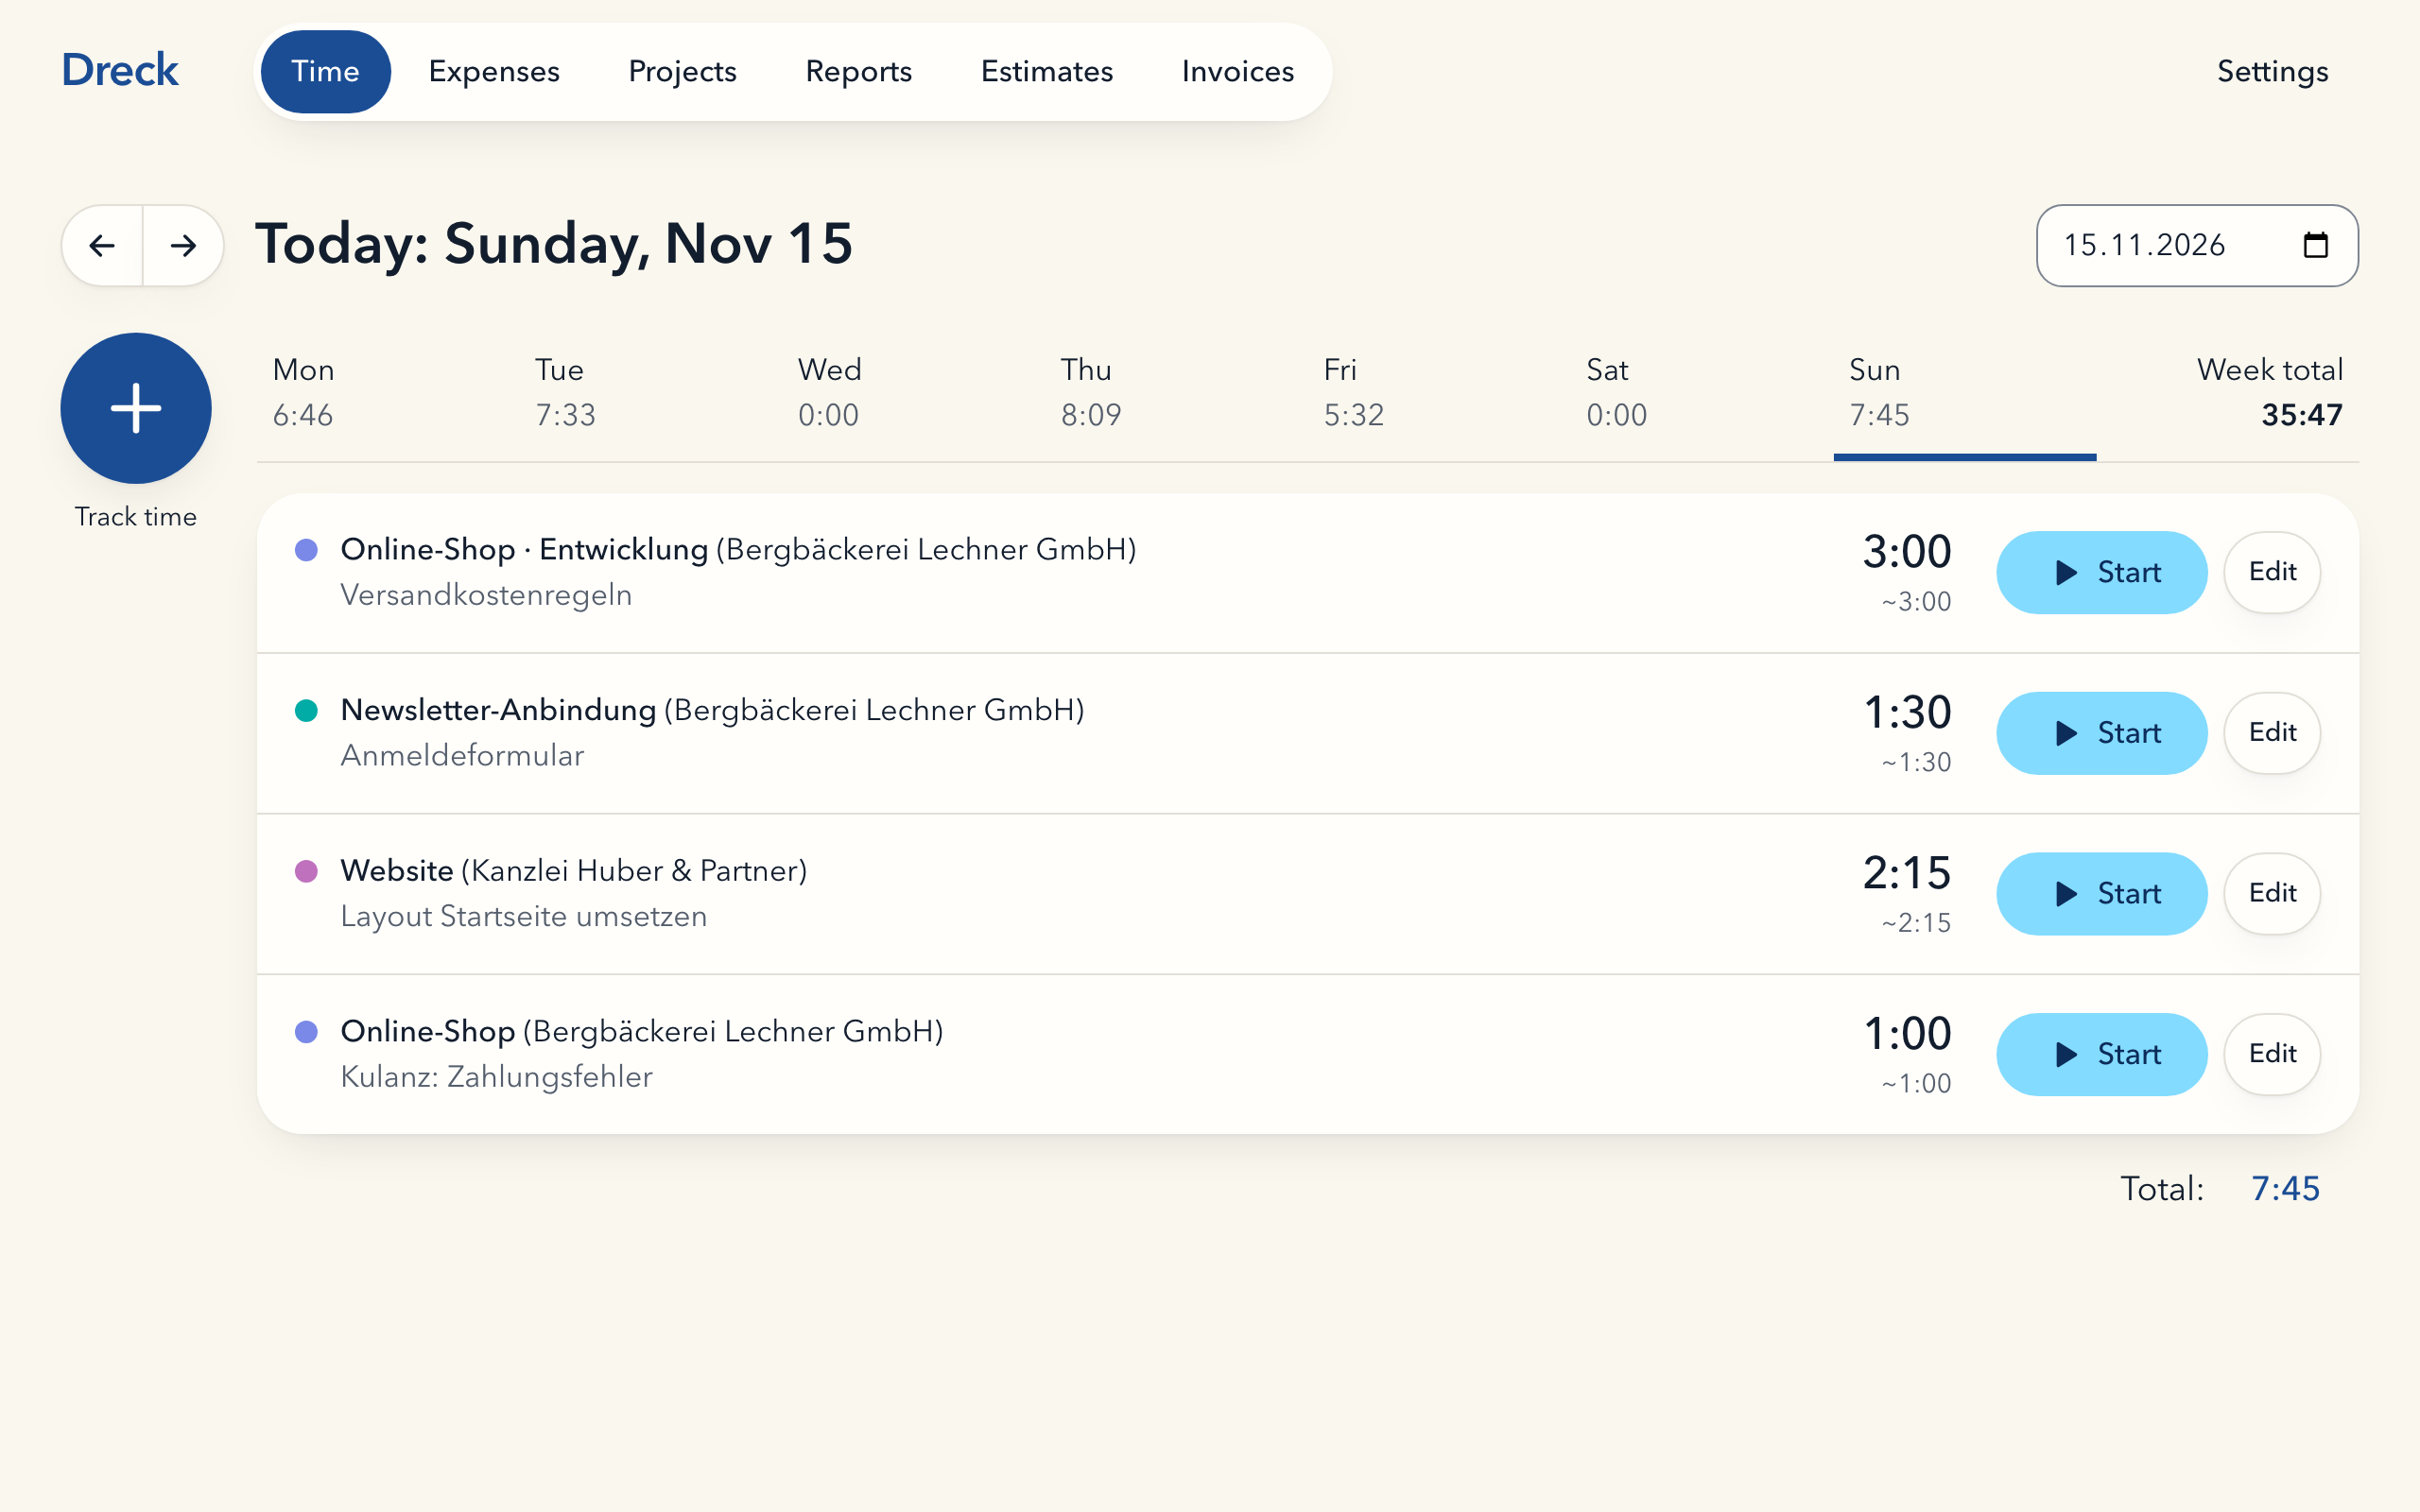 Dreck
Time Expenses Projects Reports Estimates Invoices
Settings
Today: Sunday, Nov 15
15.11.2026
Track time
Mon Tue Wed Thu Fri Sat Sun Week total
6:46 7:33 0:00 8:09 5:32 0:00 7:45 35:47
Online-Shop · Entwicklung (Bergbäckerei Lechner GmbH)
Versandkostenregeln
3:00
~3:00
Start Edit
Newsletter-Anbindung (Bergbäckerei Lechner GmbH)
Anmeldeformular
1:30
~1:30
Start Edit
Website (Kanzlei Huber & Partner)
Layout Startseite umsetzen
2:15
~2:15
Start Edit
Online-Shop (Bergbäckerei Lechner GmbH)
Kulanz: Zahlungsfehler
1:00
~1:00
Start Edit
Total: 7:45